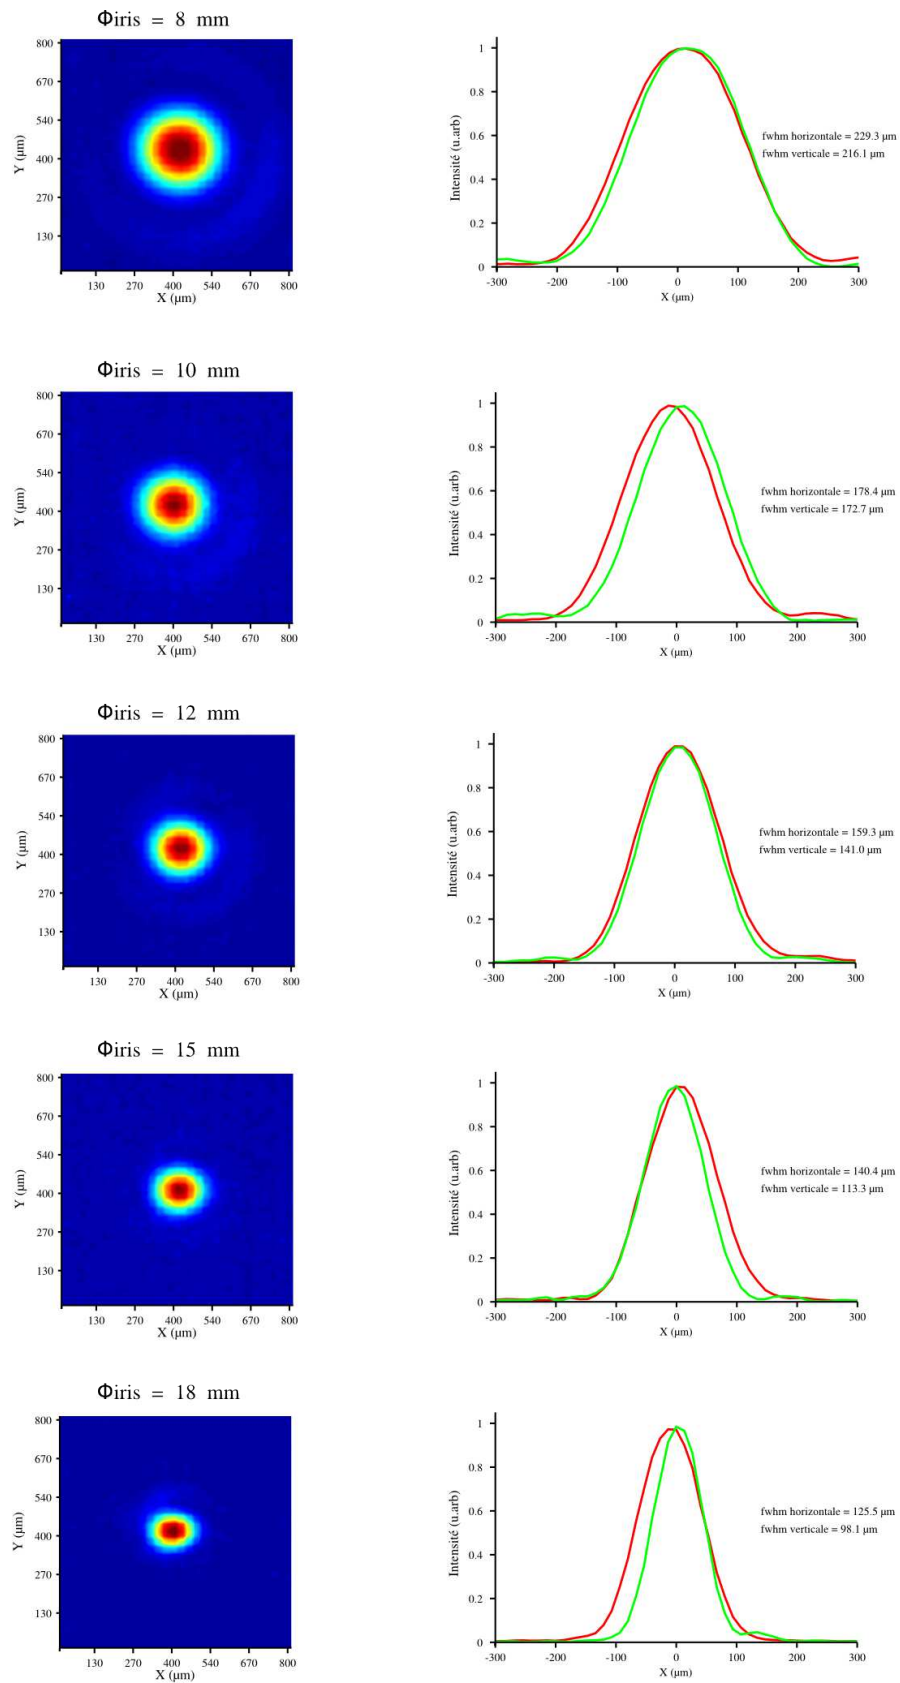 Φiris = 8 mm
800
670
540
400
270
130
Y (μm)
130 270 400 540 670 800
X (μm)
1
0.8
0.6
0.4
0.2
0
Intensité (u.arb)
fwhm horizontale = 229.3 μm
fwhm verticale = 216.1 μm
-300 -200 -100 0 100 200 300
X (μm)
Φiris = 10 mm
800
670
540
400
270
130
Y (μm)
130 270 400 540 670 800
X (μm)
1
0.8
0.6
0.4
0.2
0
Intensité (u.arb)
fwhm horizontale = 178.4 μm
fwhm verticale = 172.7 μm
-300 -200 -100 0 100 200 300
X (μm)
Φiris = 12 mm
800
670
540
400
270
130
Y (μm)
130 270 400 540 670 800
X (μm)
1
0.8
0.6
0.4
0.2
0
Intensité (u.arb)
fwhm horizontale = 159.3 μm
fwhm verticale = 141.0 μm
-300 -200 -100 0 100 200 300
X (μm)
Φiris = 15 mm
800
670
540
400
270
130
Y (μm)
130 270 400 540 670 800
X (μm)
1
0.8
0.6
0.4
0.2
0
Intensité (u.arb)
fwhm horizontale = 140.4 μm
fwhm verticale = 113.3 μm
-300 -200 -100 0 100 200 300
X (μm)
Φiris = 18 mm
800
670
540
400
270
130
Y (μm)
130 270 400 540 670 800
X (μm)
1
0.8
0.6
0.4
0.2
0
Intensité (u.arb)
fwhm horizontale = 125.5 μm
fwhm verticale = 98.1 μm
-300 -200 -100 0 100 200 300
X (μm)